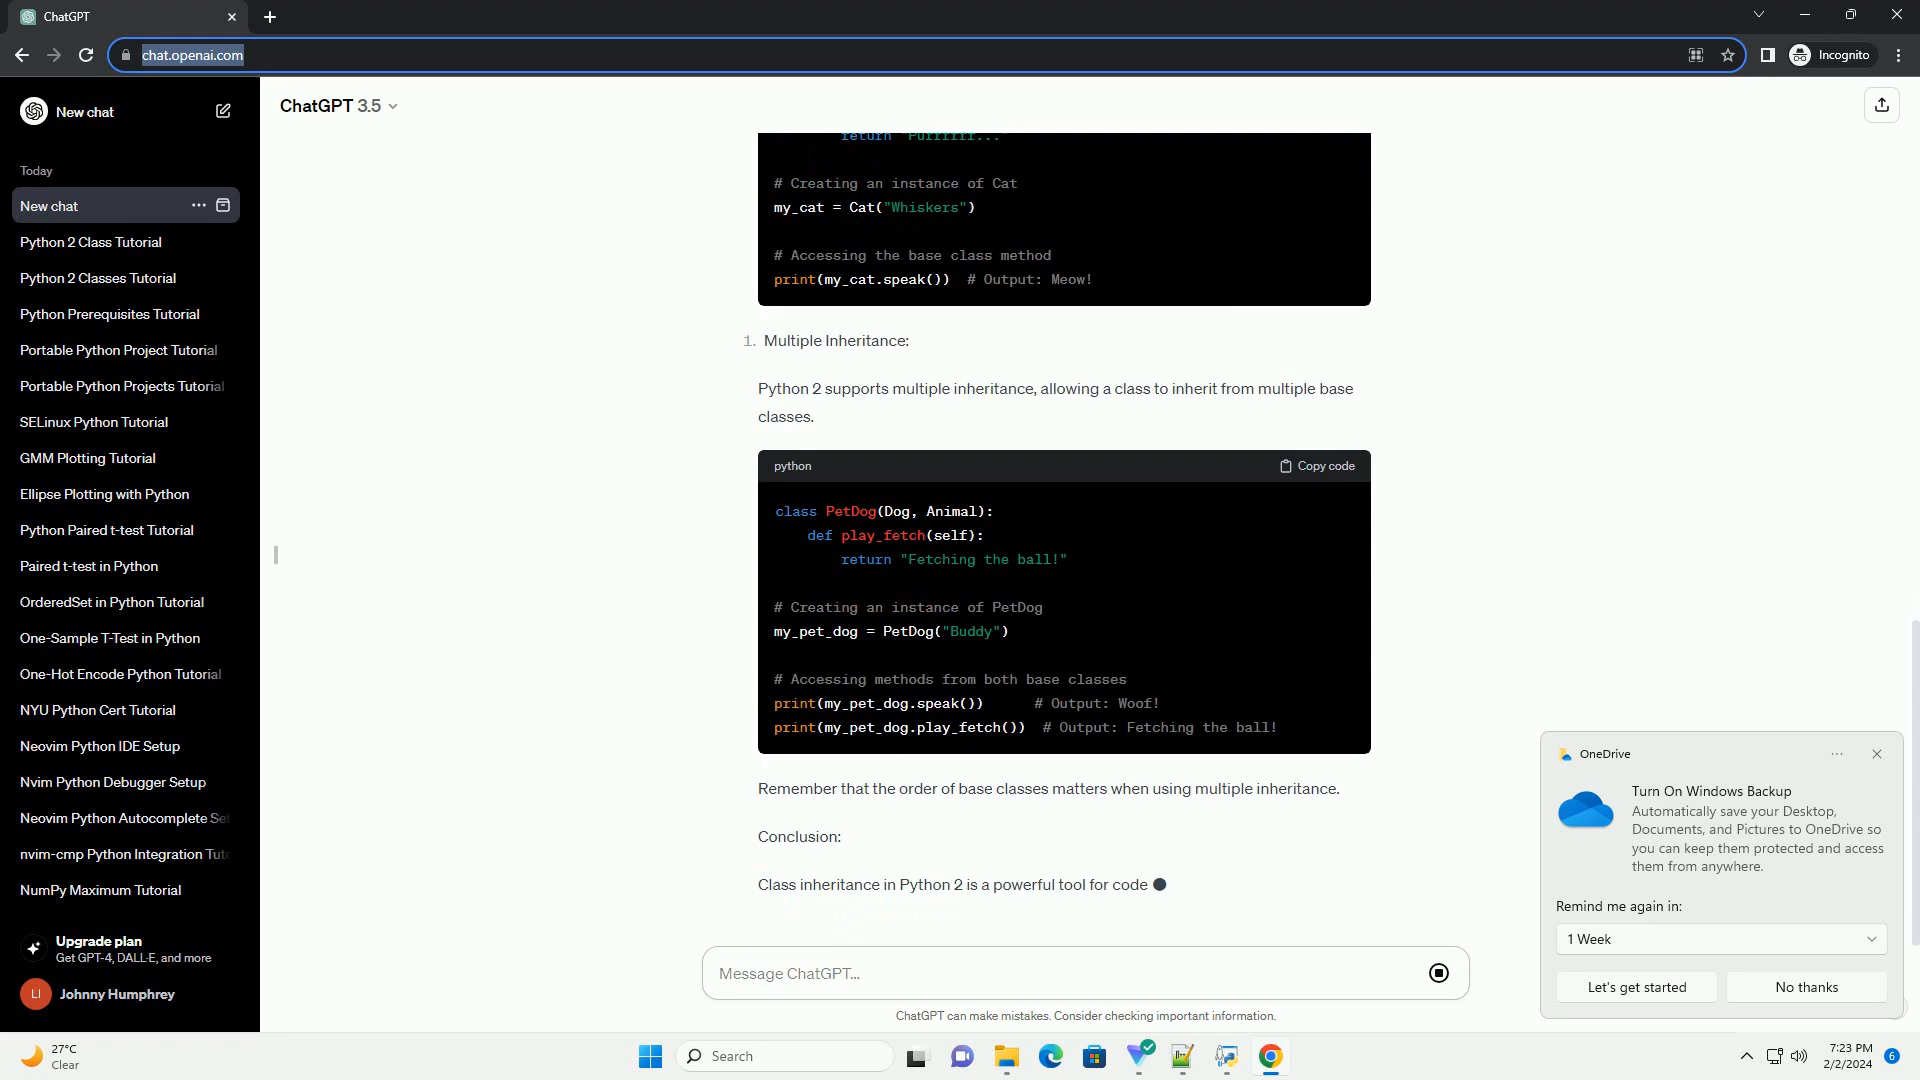 ChatGPT
chat.openai.com
Incognito
New chat
ChatGPT 3.5
Today
New chat
Python 2 Class Tutorial
Python 2 Classes Tutorial
Python Prerequisites Tutorial
Portable Python Project Tutorial
Portable Python Projects Tutorial
SELinux Python Tutorial
GMM Plotting Tutorial
Ellipse Plotting with Python
Python Paired t-test Tutorial
Paired t-test in Python
OrderedSet in Python Tutorial
One-Sample T-Test in Python
One-Hot Encode Python Tutorial
NYU Python Cert Tutorial
Neovim Python IDE Setup
Nvim Python Debugger Setup
Neovim Python Autocomplete Set
nvim-cmp Python Integration Tuto
NumPy Maximum Tutorial
Upgrade plan
Get GPT-4, DALL·E, and more
LI
Johnny Humphrey
return "Purrrrrr..."
# Creating an instance of Cat
my_cat = Cat("Whiskers")
# Accessing the base class method
print(my_cat.speak())  # Output: Meow!
1. Multiple Inheritance:
Python 2 supports multiple inheritance, allowing a class to inherit from multiple base
classes.
python
Copy code
class PetDog(Dog, Animal):
def play_fetch(self):
return "Fetching the ball!"
# Creating an instance of PetDog
my_pet_dog = PetDog("Buddy")
# Accessing methods from both base classes
print(my_pet_dog.speak())      # Output: Woof!
print(my_pet_dog.play_fetch())  # Output: Fetching the ball!
Remember that the order of base classes matters when using multiple inheritance.
Conclusion:
Class inheritance in Python 2 is a powerful tool for code
Message ChatGPT...
ChatGPT can make mistakes. Consider checking important information.
OneDrive
Turn On Windows Backup
Automatically save your Desktop,
Documents, and Pictures to OneDrive so
you can keep them protected and access
them from anywhere.
Remind me again in:
1 Week
Let's get started
No thanks
27°C
Clear
Search
7:23 PM
2/2/2024
6